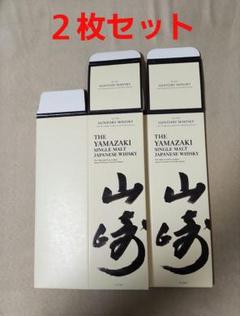 ２枚セット
SUNTORY WHISKY
SUNTORY WHISKY
THE
YAMAZAKI
SINGLE MALT
JAPANESE WHISKY
山崎
THE
YAMAZAKI
SINGLE MALT
JAPANESE WHISKY
山崎